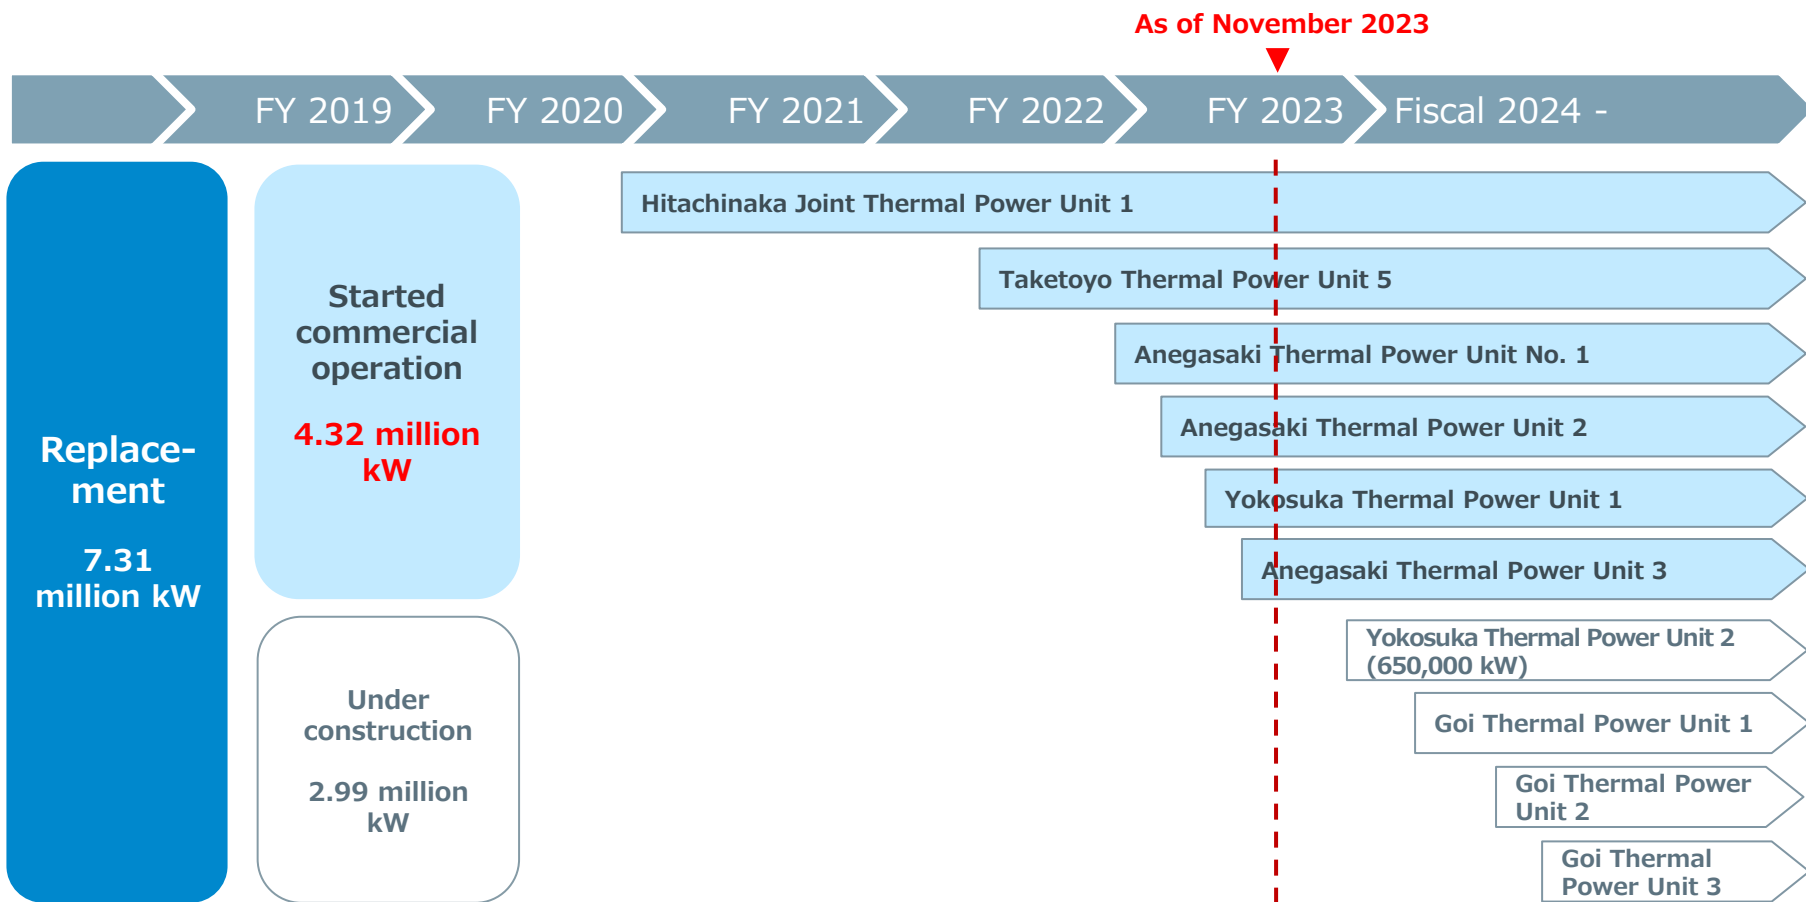 As of November 2023
FY 2019
FY 2020
FY 2021
FY 2022
FY 2023
Fiscal 2024 -
Replace-
ment
7.31
million kW
Started
commercial
operation
4.32 million
kW
Under
construction
2.99 million
kW
Hitachinaka Joint Thermal Power Unit 1
Taketoyo Thermal Power Unit 5
Anegasaki Thermal Power Unit No. 1
Anegasaki Thermal Power Unit 2
Yokosuka Thermal Power Unit 1
Anegasaki Thermal Power Unit 3
Yokosuka Thermal Power Unit 2
(650,000 kW)
Goi Thermal Power Unit 1
Goi Thermal Power
Unit 2
Goi Thermal
Power Unit 3